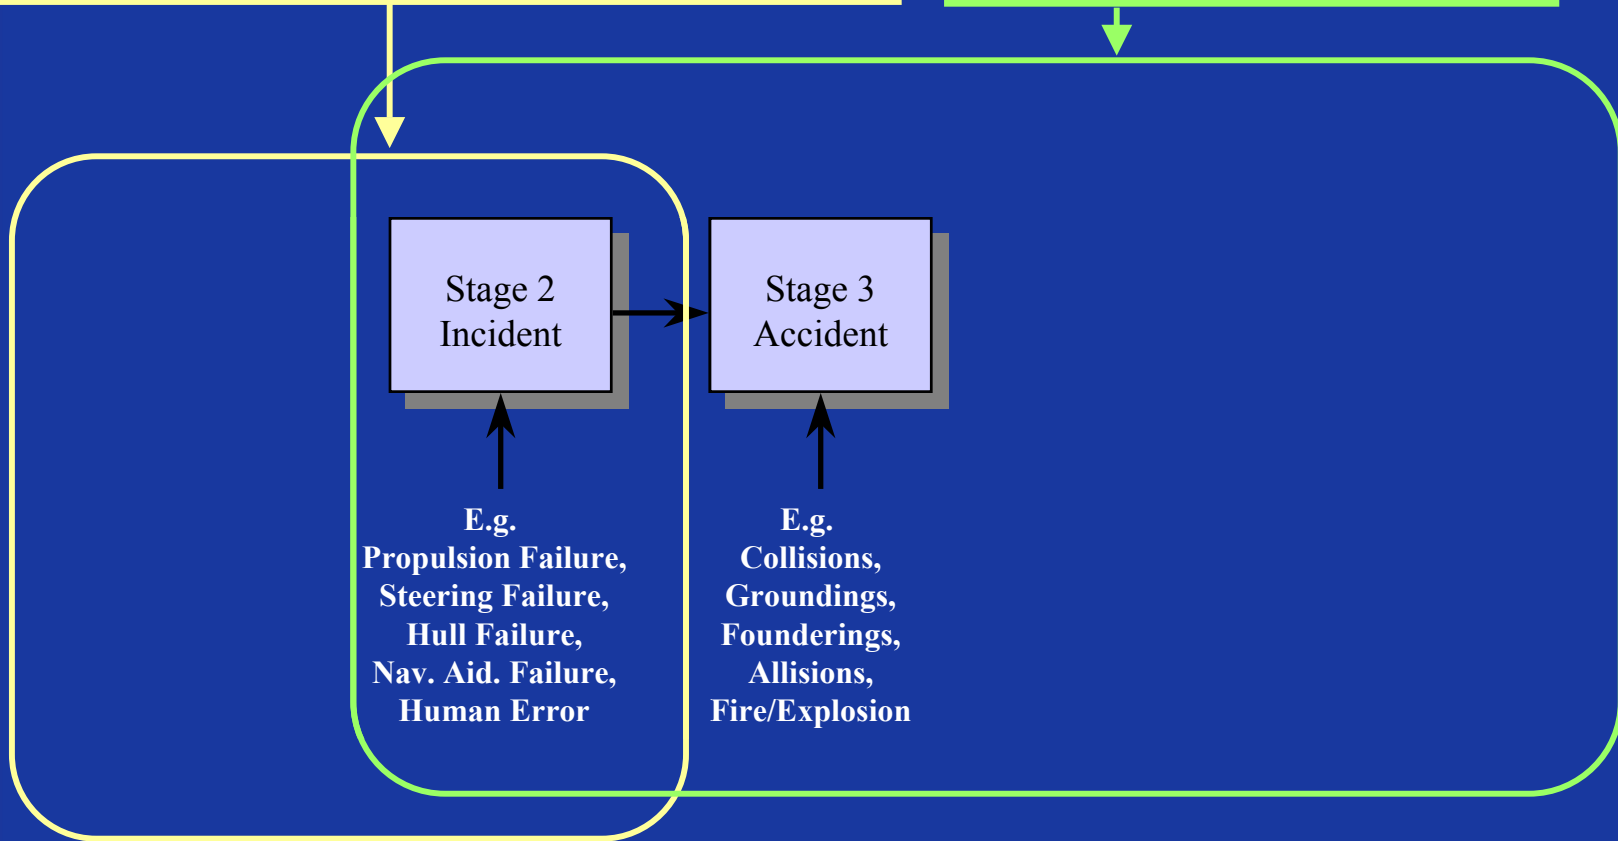 Stage 2
Incident
Stage 3
Accident
E.g.
Propulsion Failure,
Steering Failure,
Hull Failure,
Nav. Aid. Failure,
Human Error
E.g.
Collisions,
Groundings,
Founderings,
Allisions,
Fire/Explosion